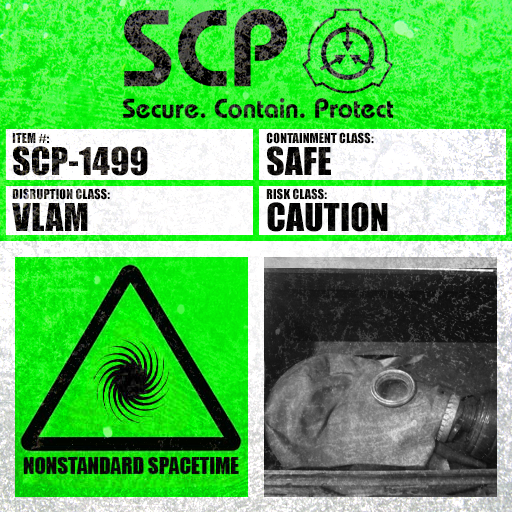 SCP
Secure. Contain. Protect
ITEM #:
SCP-1499
CONTAINMENT CLASS:
SAFE
DISRUPTION CLASS:
VLAM
RISK CLASS:
CAUTION
NONSTANDARD SPACETIME